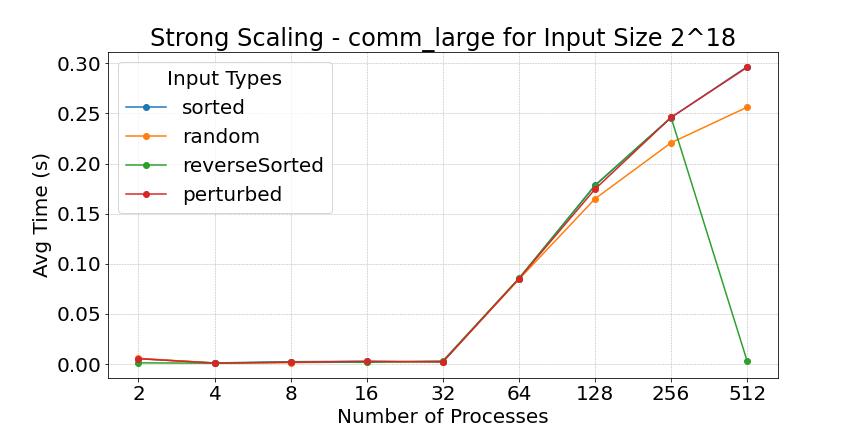 Strong Scaling - comm_large for Input Size 2^18
Avg Time (s)
0.30
0.25
0.20
0.15
0.10
0.05
0.00
Input Types
sorted
random
reverseSorted
perturbed
2 4 8 16 32 64 128 256 512
Number of Processes